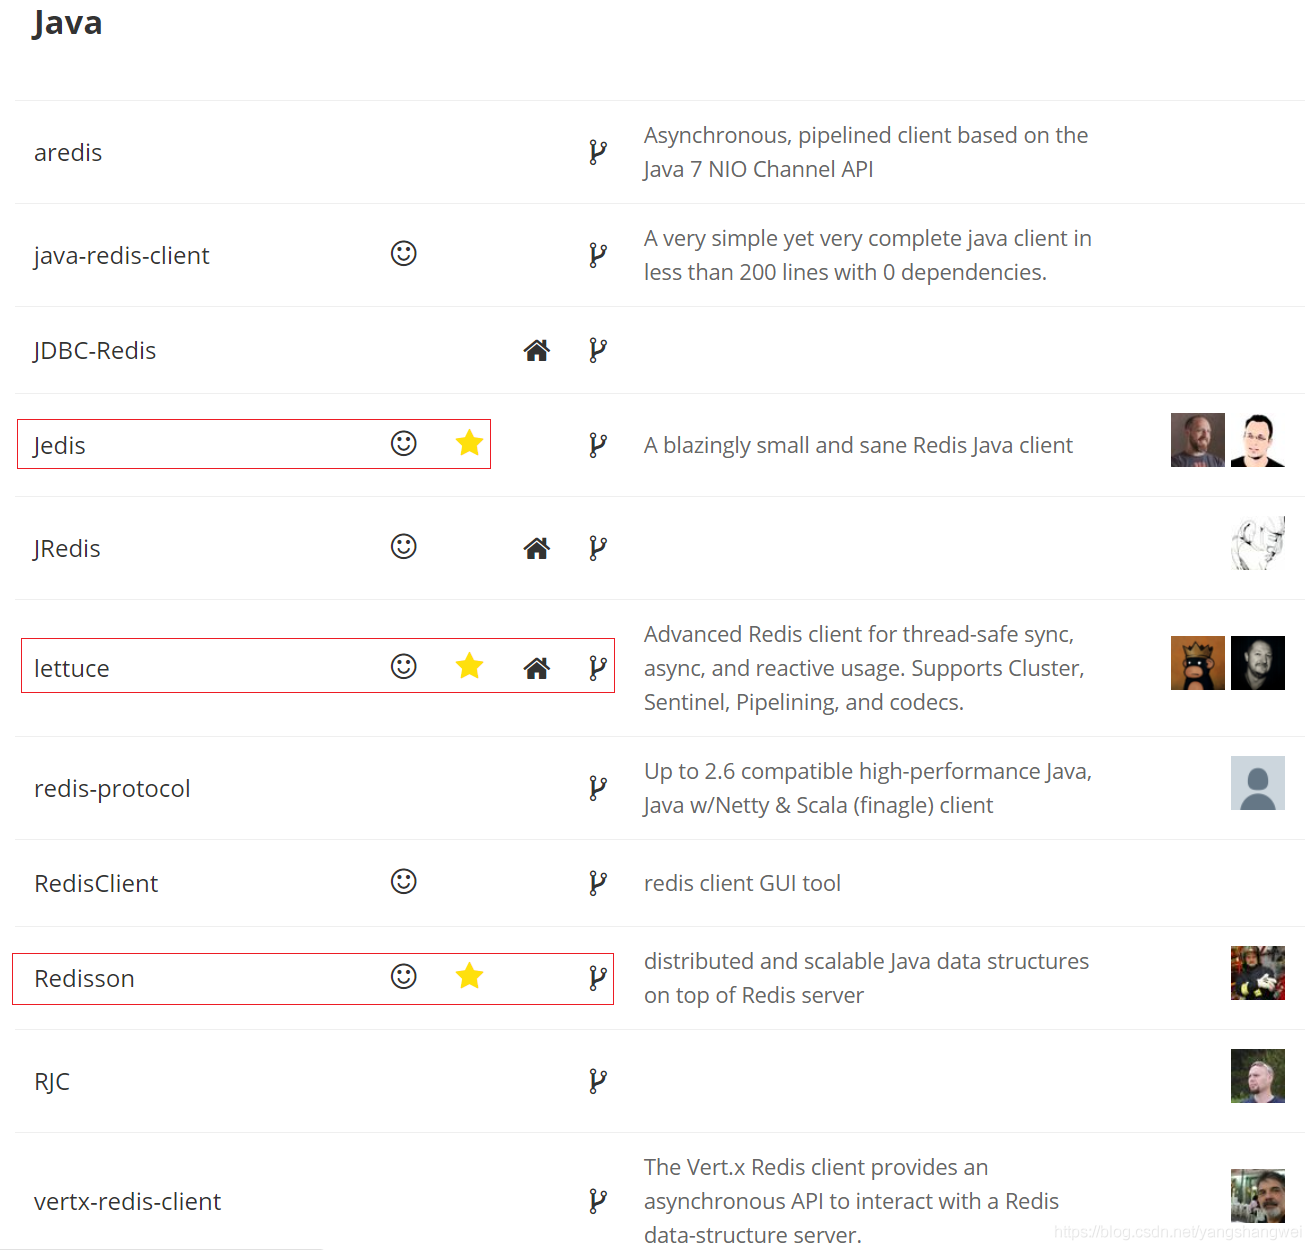 Java
aredis
Asynchronous, pipelined client based on the
Java 7 NIO Channel API
java-redis-client
A very simple yet very complete java client in
less than 200 lines with 0 dependencies.
JDBC-Redis
Jedis
A blazingly small and sane Redis Java client
JRedis
lettuce
Advanced Redis client for thread-safe sync,
async, and reactive usage. Supports Cluster,
Sentinel, Pipelining, and codecs.
redis-protocol
Up to 2.6 compatible high-performance Java,
Java w/Netty & Scala (finagle) client
RedisClient
redis client GUI tool
Redisson
distributed and scalable Java data structures
on top of Redis server
RJC
vertx-redis-client
The Vert.x Redis client provides an
asynchronous API to interact with a Redis
data-structure server.
https://blog.csdn.net/yangshangwei